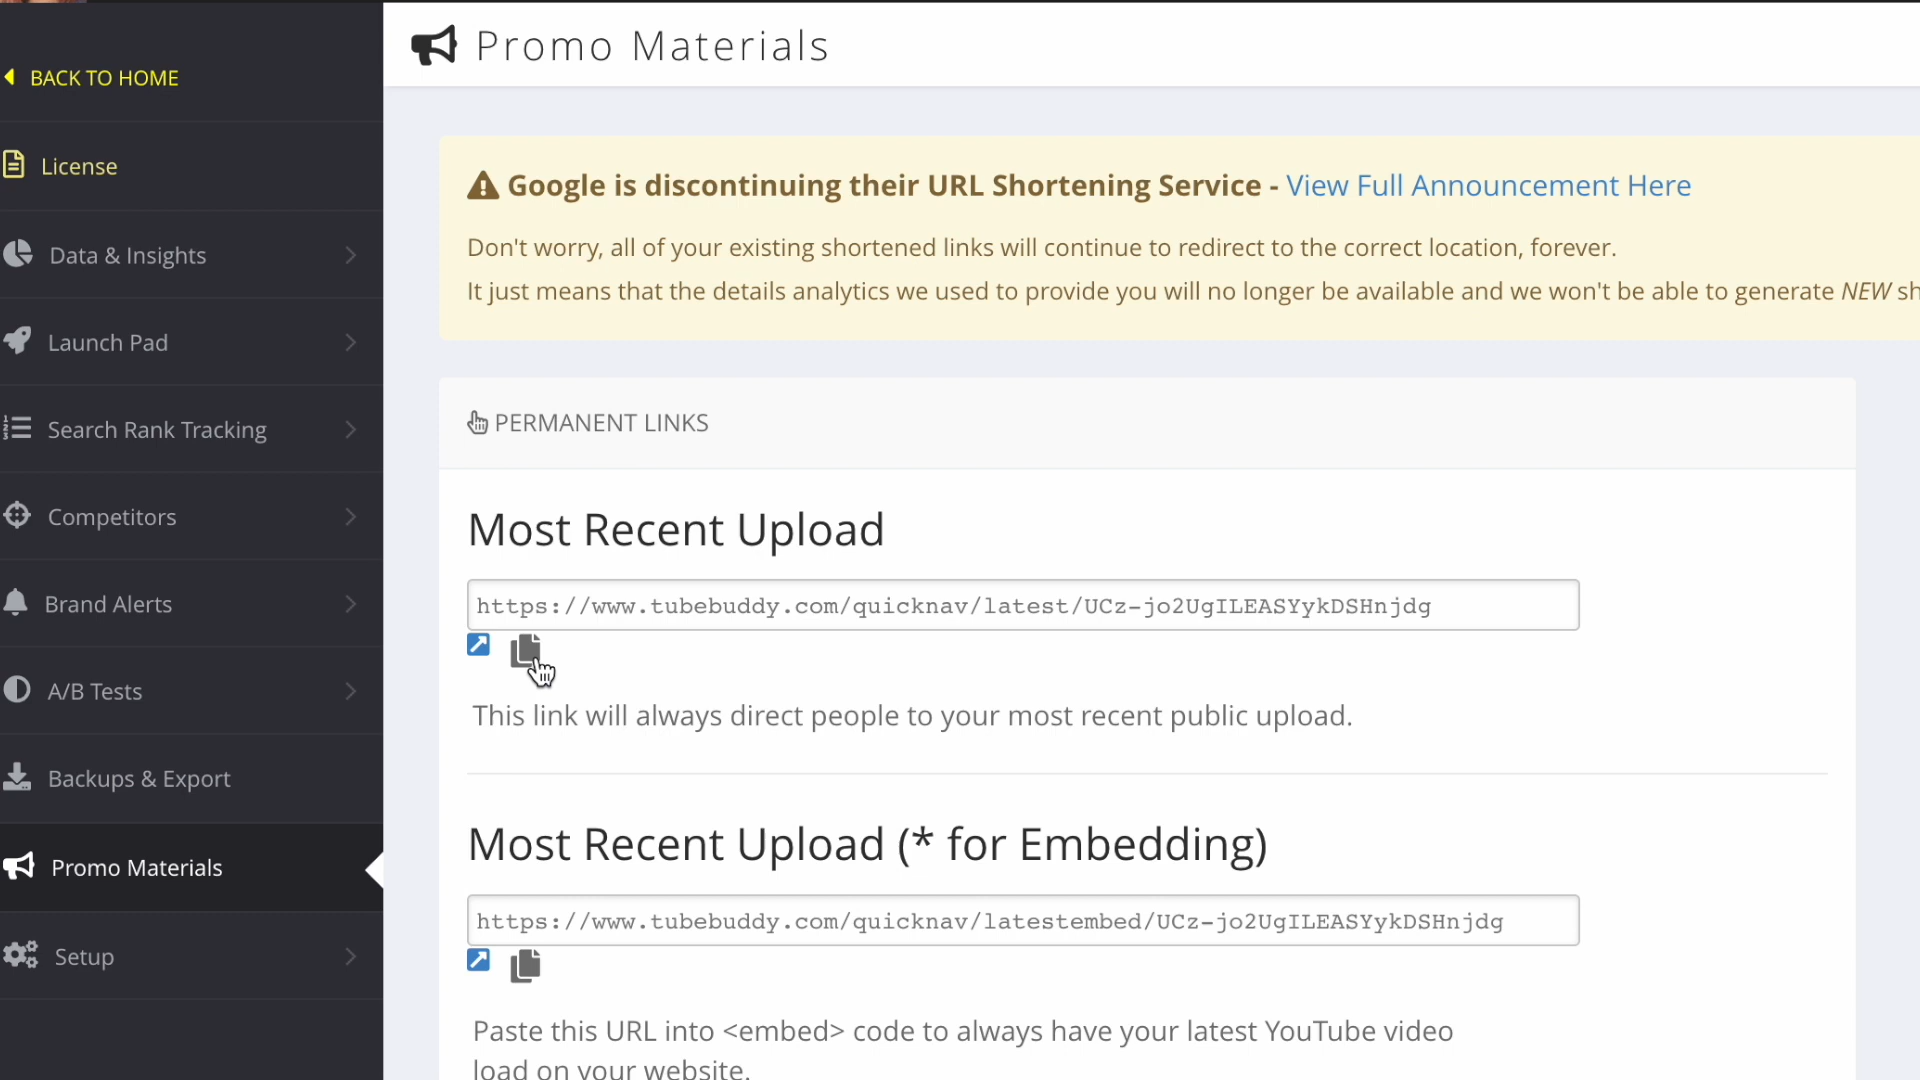 Promo Materials
BACK TO HOME
License
Data & Insights
Launch Pad
Search Rank Tracking
Competitors
Brand Alerts
A/B Tests
Backups & Export
Promo Materials
Setup
Google is discontinuing their URL Shortening Service - View Full Announcement Here
Don't worry, all of your existing shortened links will continue to redirect to the correct location, forever.
It just means that the details analytics we used to provide you will no longer be available and we won't be able to generate NEW sh
PERMANENT LINKS
Most Recent Upload
https://www.tubebuddy.com/quicknav/latest/UCz-jo2UgILEASYykDSHnjdg
This link will always direct people to your most recent public upload.
Most Recent Upload (* for Embedding)
https://www.tubebuddy.com/quicknav/latestembed/UCz-jo2UgILEASYykDSHnjdg
Paste this URL into <embed> code to always have your latest YouTube video
load on your website.